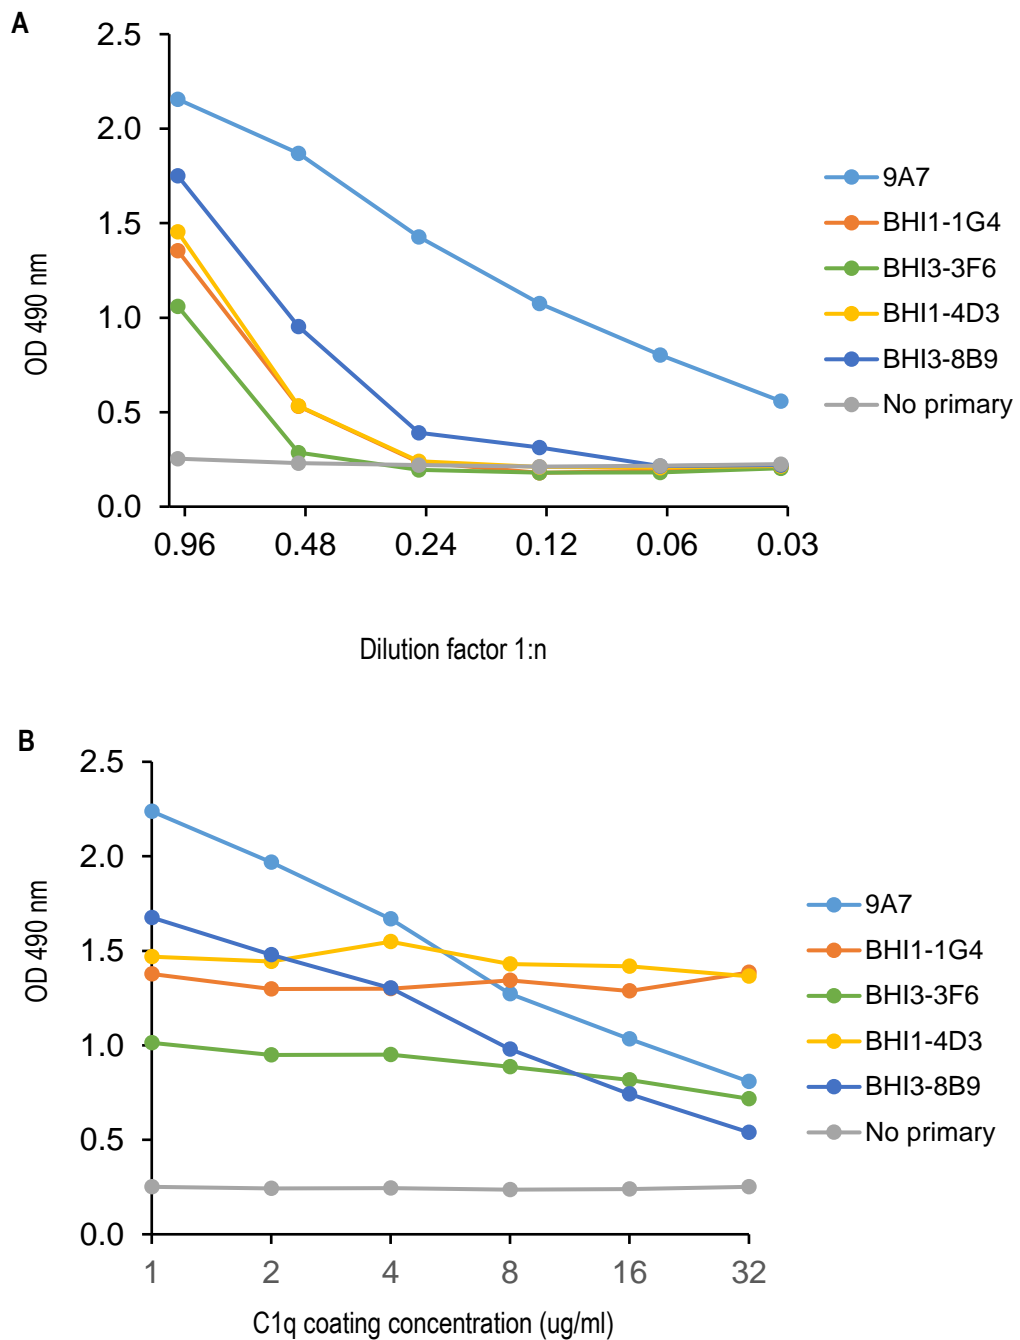 A
2.5
2.0
1.5
1.0
0.5
0.0
OD 490 nm
0.96 0.48 0.24 0.12 0.06 0.03
Dilution factor 1:n
9A7
BHI1-1G4
BHI3-3F6
BHI1-4D3
BHI3-8B9
No primary
B
2.5
2.0
1.5
1.0
0.5
0.0
OD 490 nm
1 2 4 8 16 32
C1q coating concentration (ug/ml)
9A7
BHI1-1G4
BHI3-3F6
BHI1-4D3
BHI3-8B9
No primary